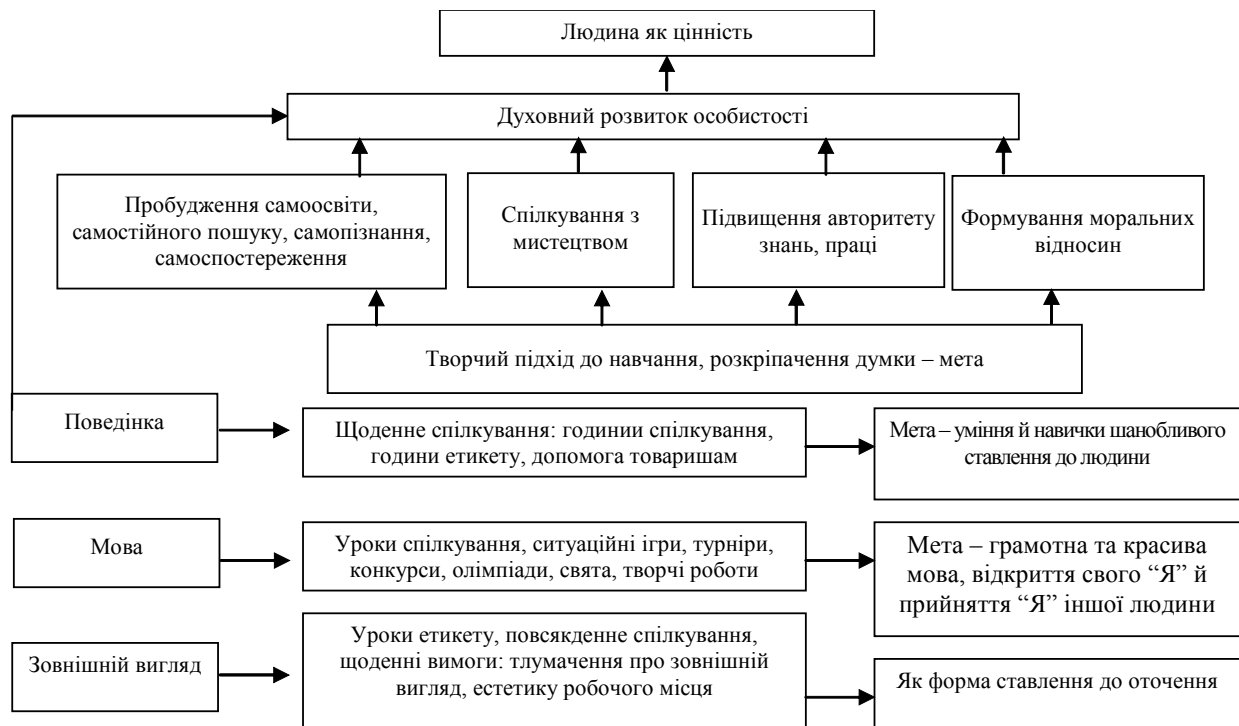 Людина як цінність
Духовний розвиток особистості
Пробудження самоосвіти,
самостійного пошуку, самопізнання,
самоспостереження
Спілкування з
мистецтвом
Підвищення авторитету
знань, праці
Формування моральних
відносин
Творчий підхід до навчання, розкріпачення думки – мета
Поведінка
Щоденне спілкування: годинии спілкування,
години етикету, допомога товаришам
Мета – уміння й навички шанобливого
ставлення до людини
Мова
Уроки спілкування, ситуаційні ігри, турніри,
конкурси, олімпіади, свята, творчі роботи
Мета – грамотна та красива
мова, відкриття свого “Я” й
прийняття “Я” іншої людини
Зовнішній вигляд
Уроки етикету, повсякденне спілкування,
щоденні вимоги: тлумачення про зовнішній
вигляд, естетику робочого місця
Як форма ставлення до оточення